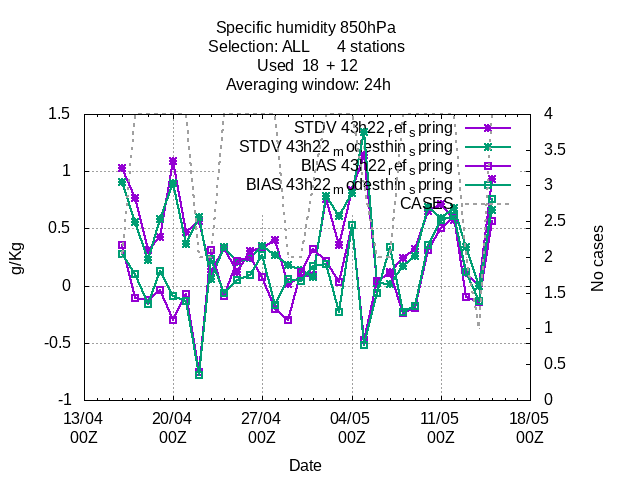 Specific humidity 850hPa
Selection: ALL 4 stations
Used 18 + 12
Averaging window: 24h
STDV 43h22_ref_spring
STDV 43h22_modesthin_spring
BIAS 43h22_ref_spring
BIAS 43h22_modesthin_spring
CASES
g/Kg
1.5
1
0.5
0
-0.5
-1
No cases
4
3.5
3
2.5
2
1.5
1
0.5
0
13/04 00Z
20/04 00Z
27/04 00Z
04/05 00Z
11/05 00Z
18/05 00Z
Date